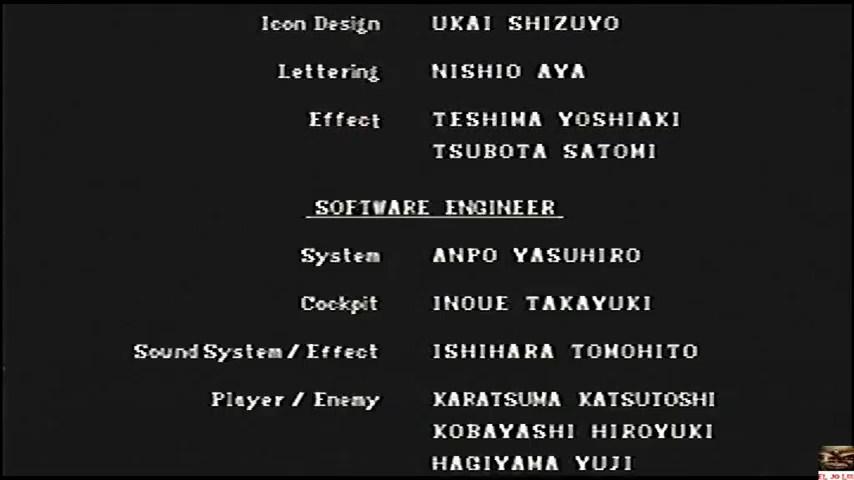 Icon Design UKAI SHIZUYO
Lettering NISHIO AYA
Effect TESHIMA YOSHIAKI
TSUBOTA SATOMI
SOFTWARE ENGINEER
System ANPO YASUHIRO
Cockpit INOUE TAKAYUKI
Sound System / Effect ISHIHARA TOMOHITO
Player / Enemy KARATSUMA KATSUTOSHI
KOBAYASHI HIROYUKI
HAGIYAMA YUJI